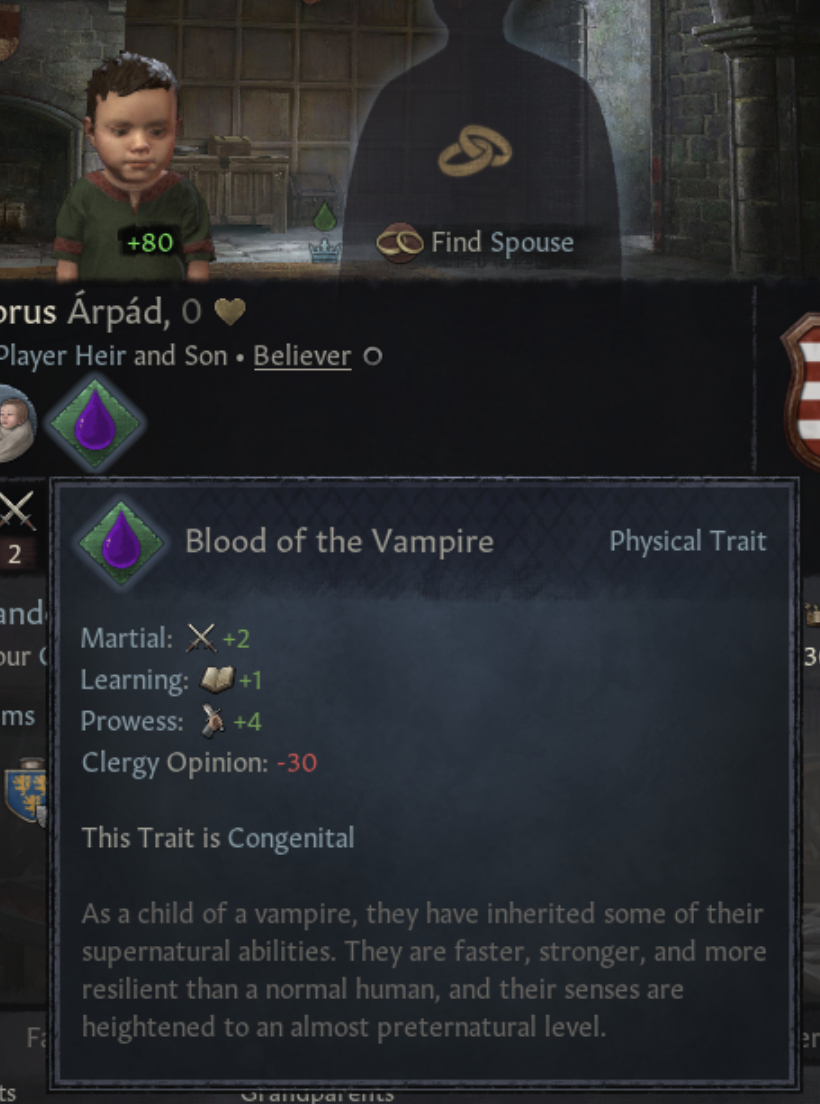 +80
Find Spouse
orus Árpád, 0
Player Heir and Son • Believer
Blood of the Vampire
Physical Trait
2
Martial: +2
Learning: +1
Prowess: +4
Clergy Opinion: -30
This Trait is Congenital
As a child of a vampire, they have inherited some of their
supernatural abilities. They are faster, stronger, and more
resilient than a normal human, and their senses are
heightened to an almost preternatural level.
Grandparents